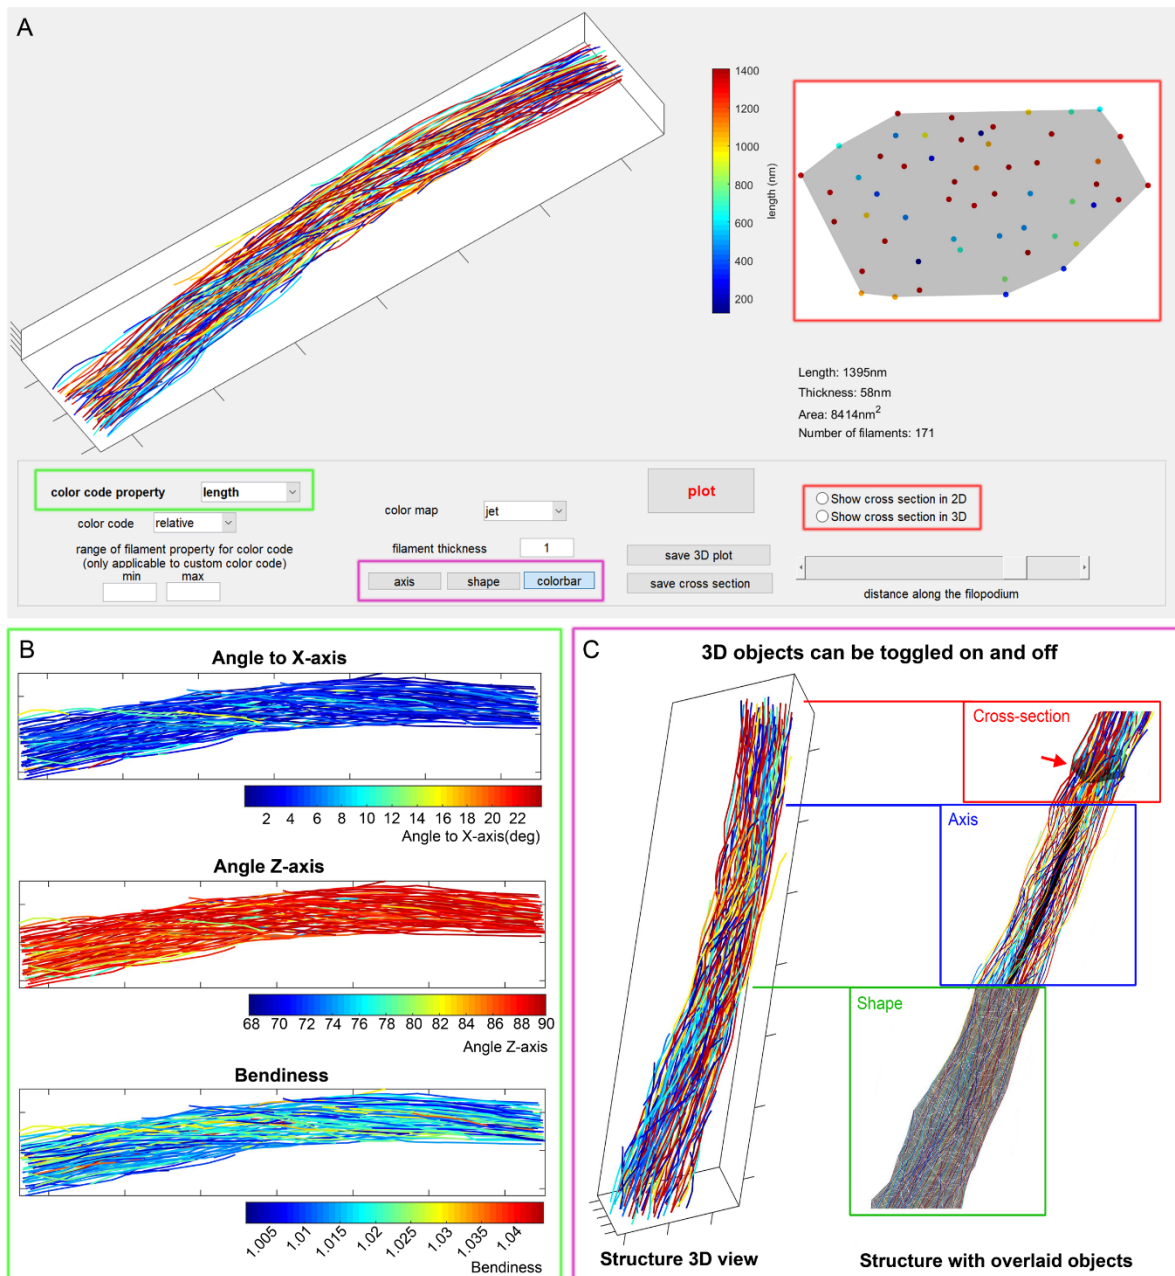 A
1400
1200
1000
800
600
400
200
length (nm)
Length: 1395nm
Thickness: 58nm
Area: 8414nm²
Number of filaments: 171
color code property length
color code relative
range of filament property for color code
(only applicable to custom color code)
min max
color map jet
filament thickness 1
axis shape colorbar
plot
save 3D plot
save cross section
Show cross section in 2D
Show cross section in 3D
distance along the filopodium
B
Angle to X-axis
2 4 6 8 10 12 14 16 18 20 22
Angle to X-axis(deg)
Angle Z-axis
68 70 72 74 76 78 80 82 84 86 88 90
Angle Z-axis
Bendiness
1.005 1.01 1.015 1.02 1.025 1.03 1.035 1.04
Bendiness
C
3D objects can be toggled on and off
Cross-section
Axis
Shape
Structure 3D view
Structure with overlaid objects